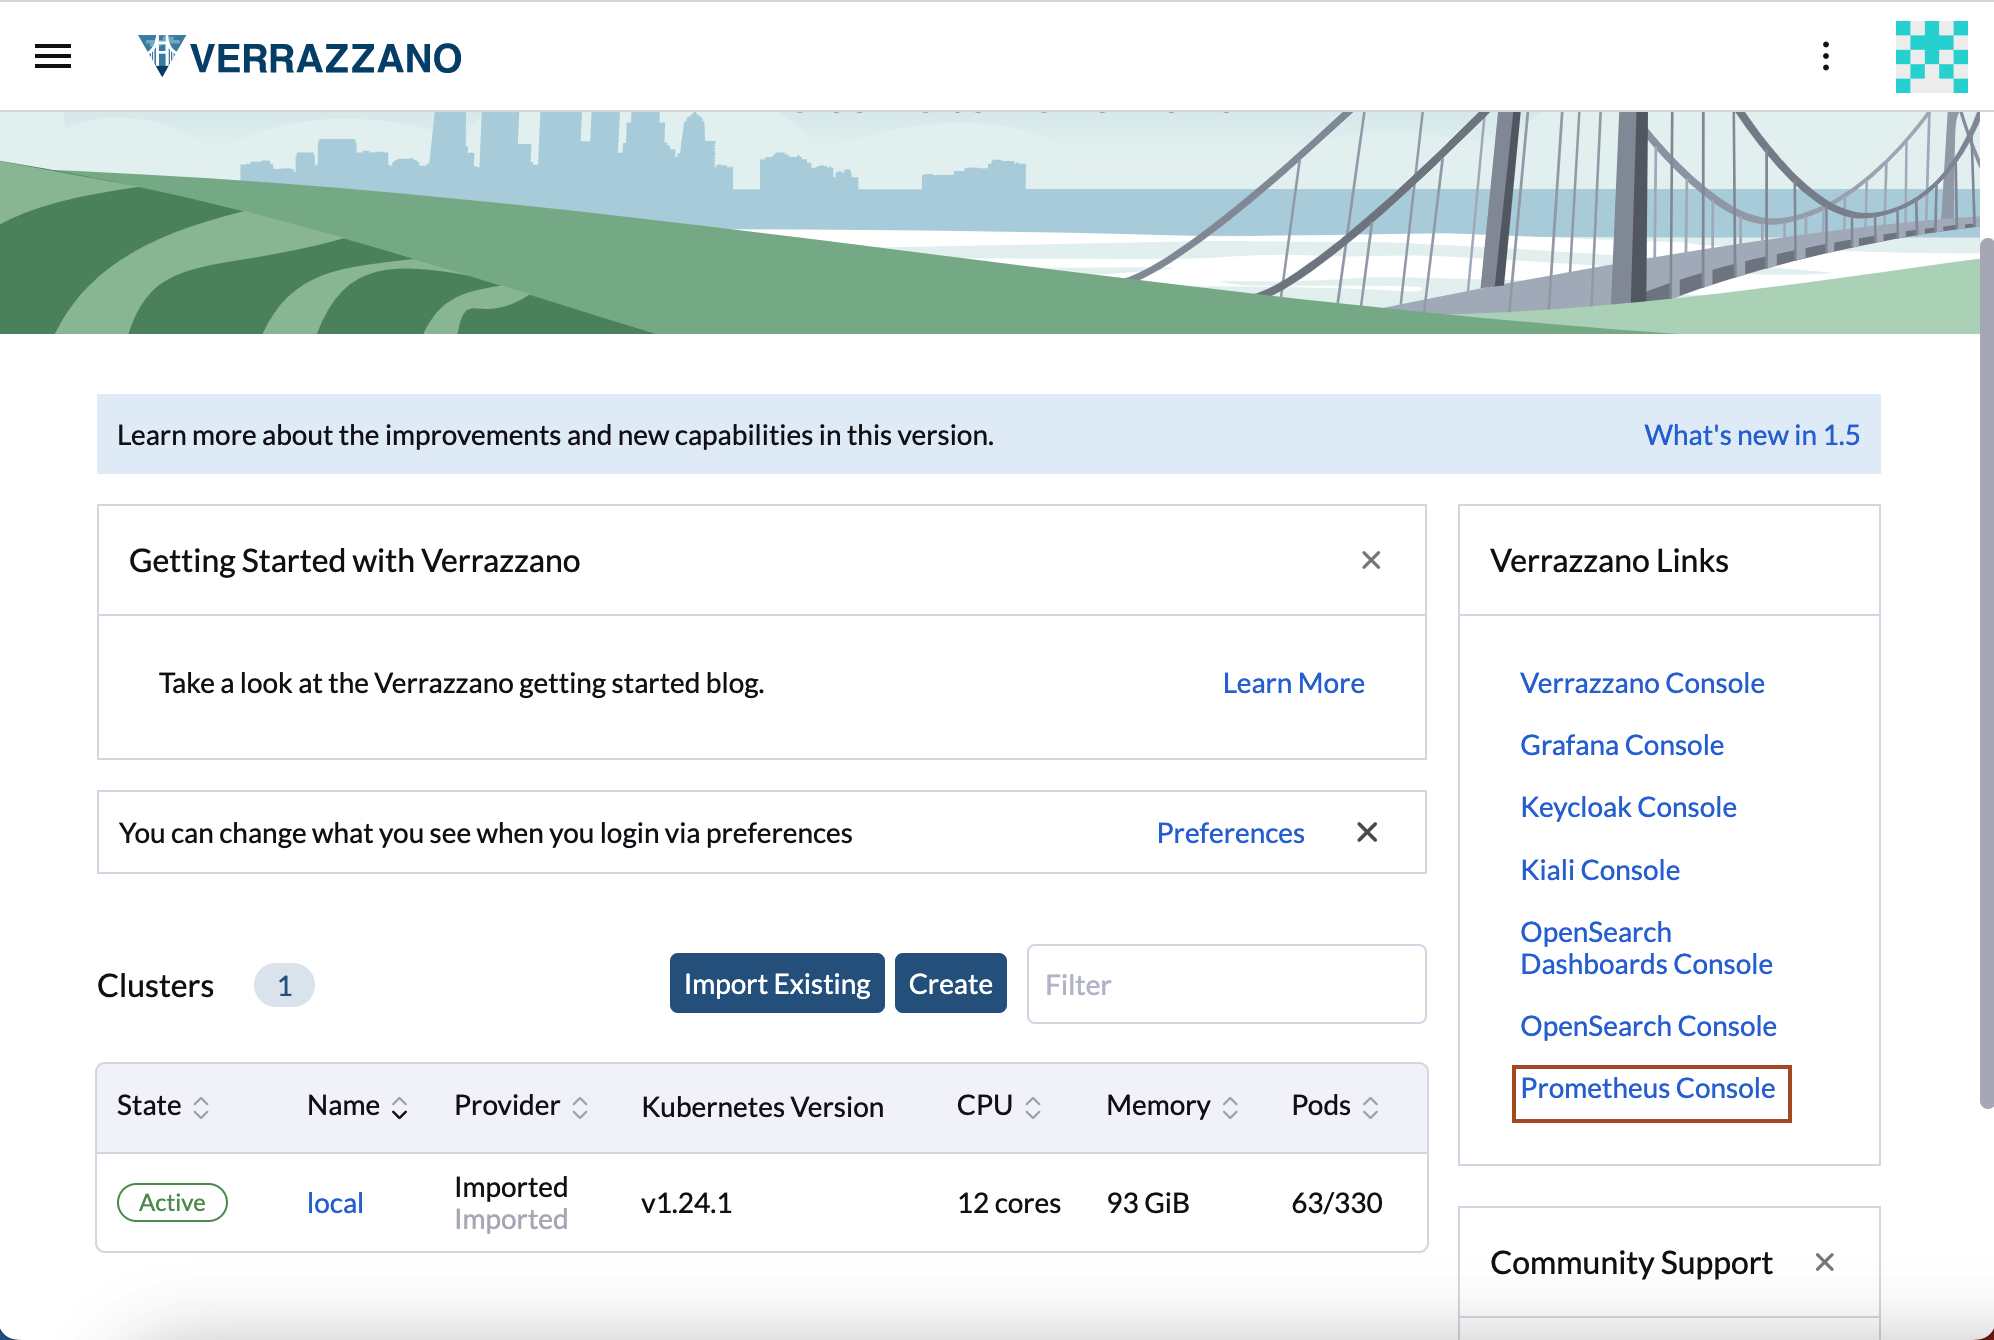 VERRAZZANO
Learn more about the improvements and new capabilities in this version.
What's new in 1.5
Getting Started with Verrazzano
Take a look at the Verrazzano getting started blog.
Learn More
You can change what you see when you login via preferences
Preferences
Clusters
1
Import Existing
Create
Filter
State
Name
Provider
Kubernetes Version
CPU
Memory
Pods
Active
local
Imported
Imported
v1.24.1
12 cores
93 GiB
63/330
Verrazzano Links
Verrazzano Console
Grafana Console
Keycloak Console
Kiali Console
OpenSearch
Dashboards Console
OpenSearch Console
Prometheus Console
Community Support